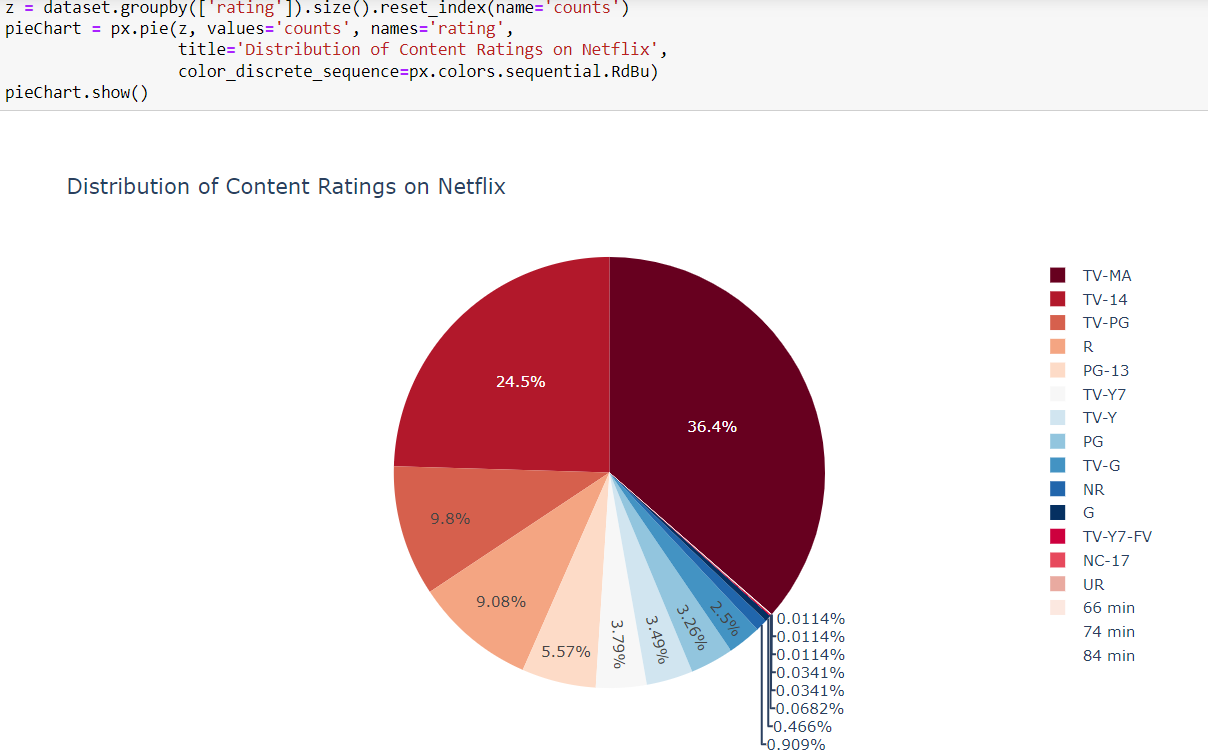 z = dataset.groupby(['rating']).size().reset_index(name='counts')
pieChart = px.pie(z, values='counts', names='rating',
title='Distribution of Content Ratings on Netflix',
color_discrete_sequence=px.colors.sequential.RdBu)
pieChart.show()
Distribution of Content Ratings on Netflix
36.4%
24.5%
9.8%
9.08%
5.57%
3.79%
3.49%
3.26%
2.5%
0.0114%
0.0114%
0.0114%
0.0341%
0.0341%
0.0682%
0.466%
0.909%
TV-MA
TV-14
TV-PG
R
PG-13
TV-Y7
TV-Y
PG
TV-G
NR
G
TV-Y7-FV
NC-17
UR
66 min
74 min
84 min